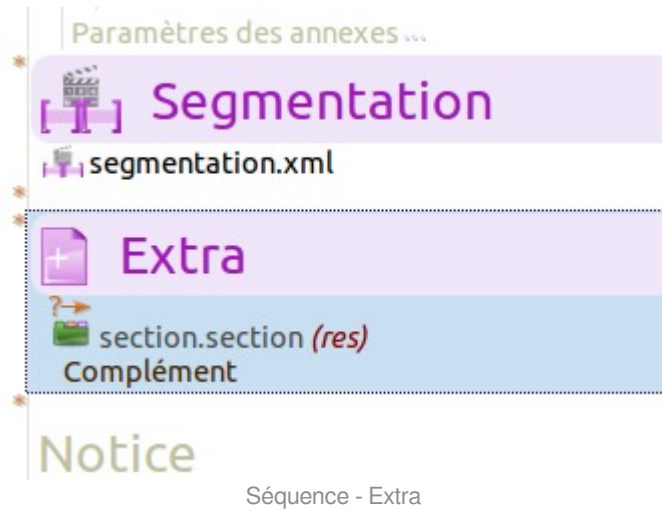 Paramètres des annexes ...
Segmentation
segmentation.xml
Extra
section.section (res)
Complément
Notice
Séquence - Extra